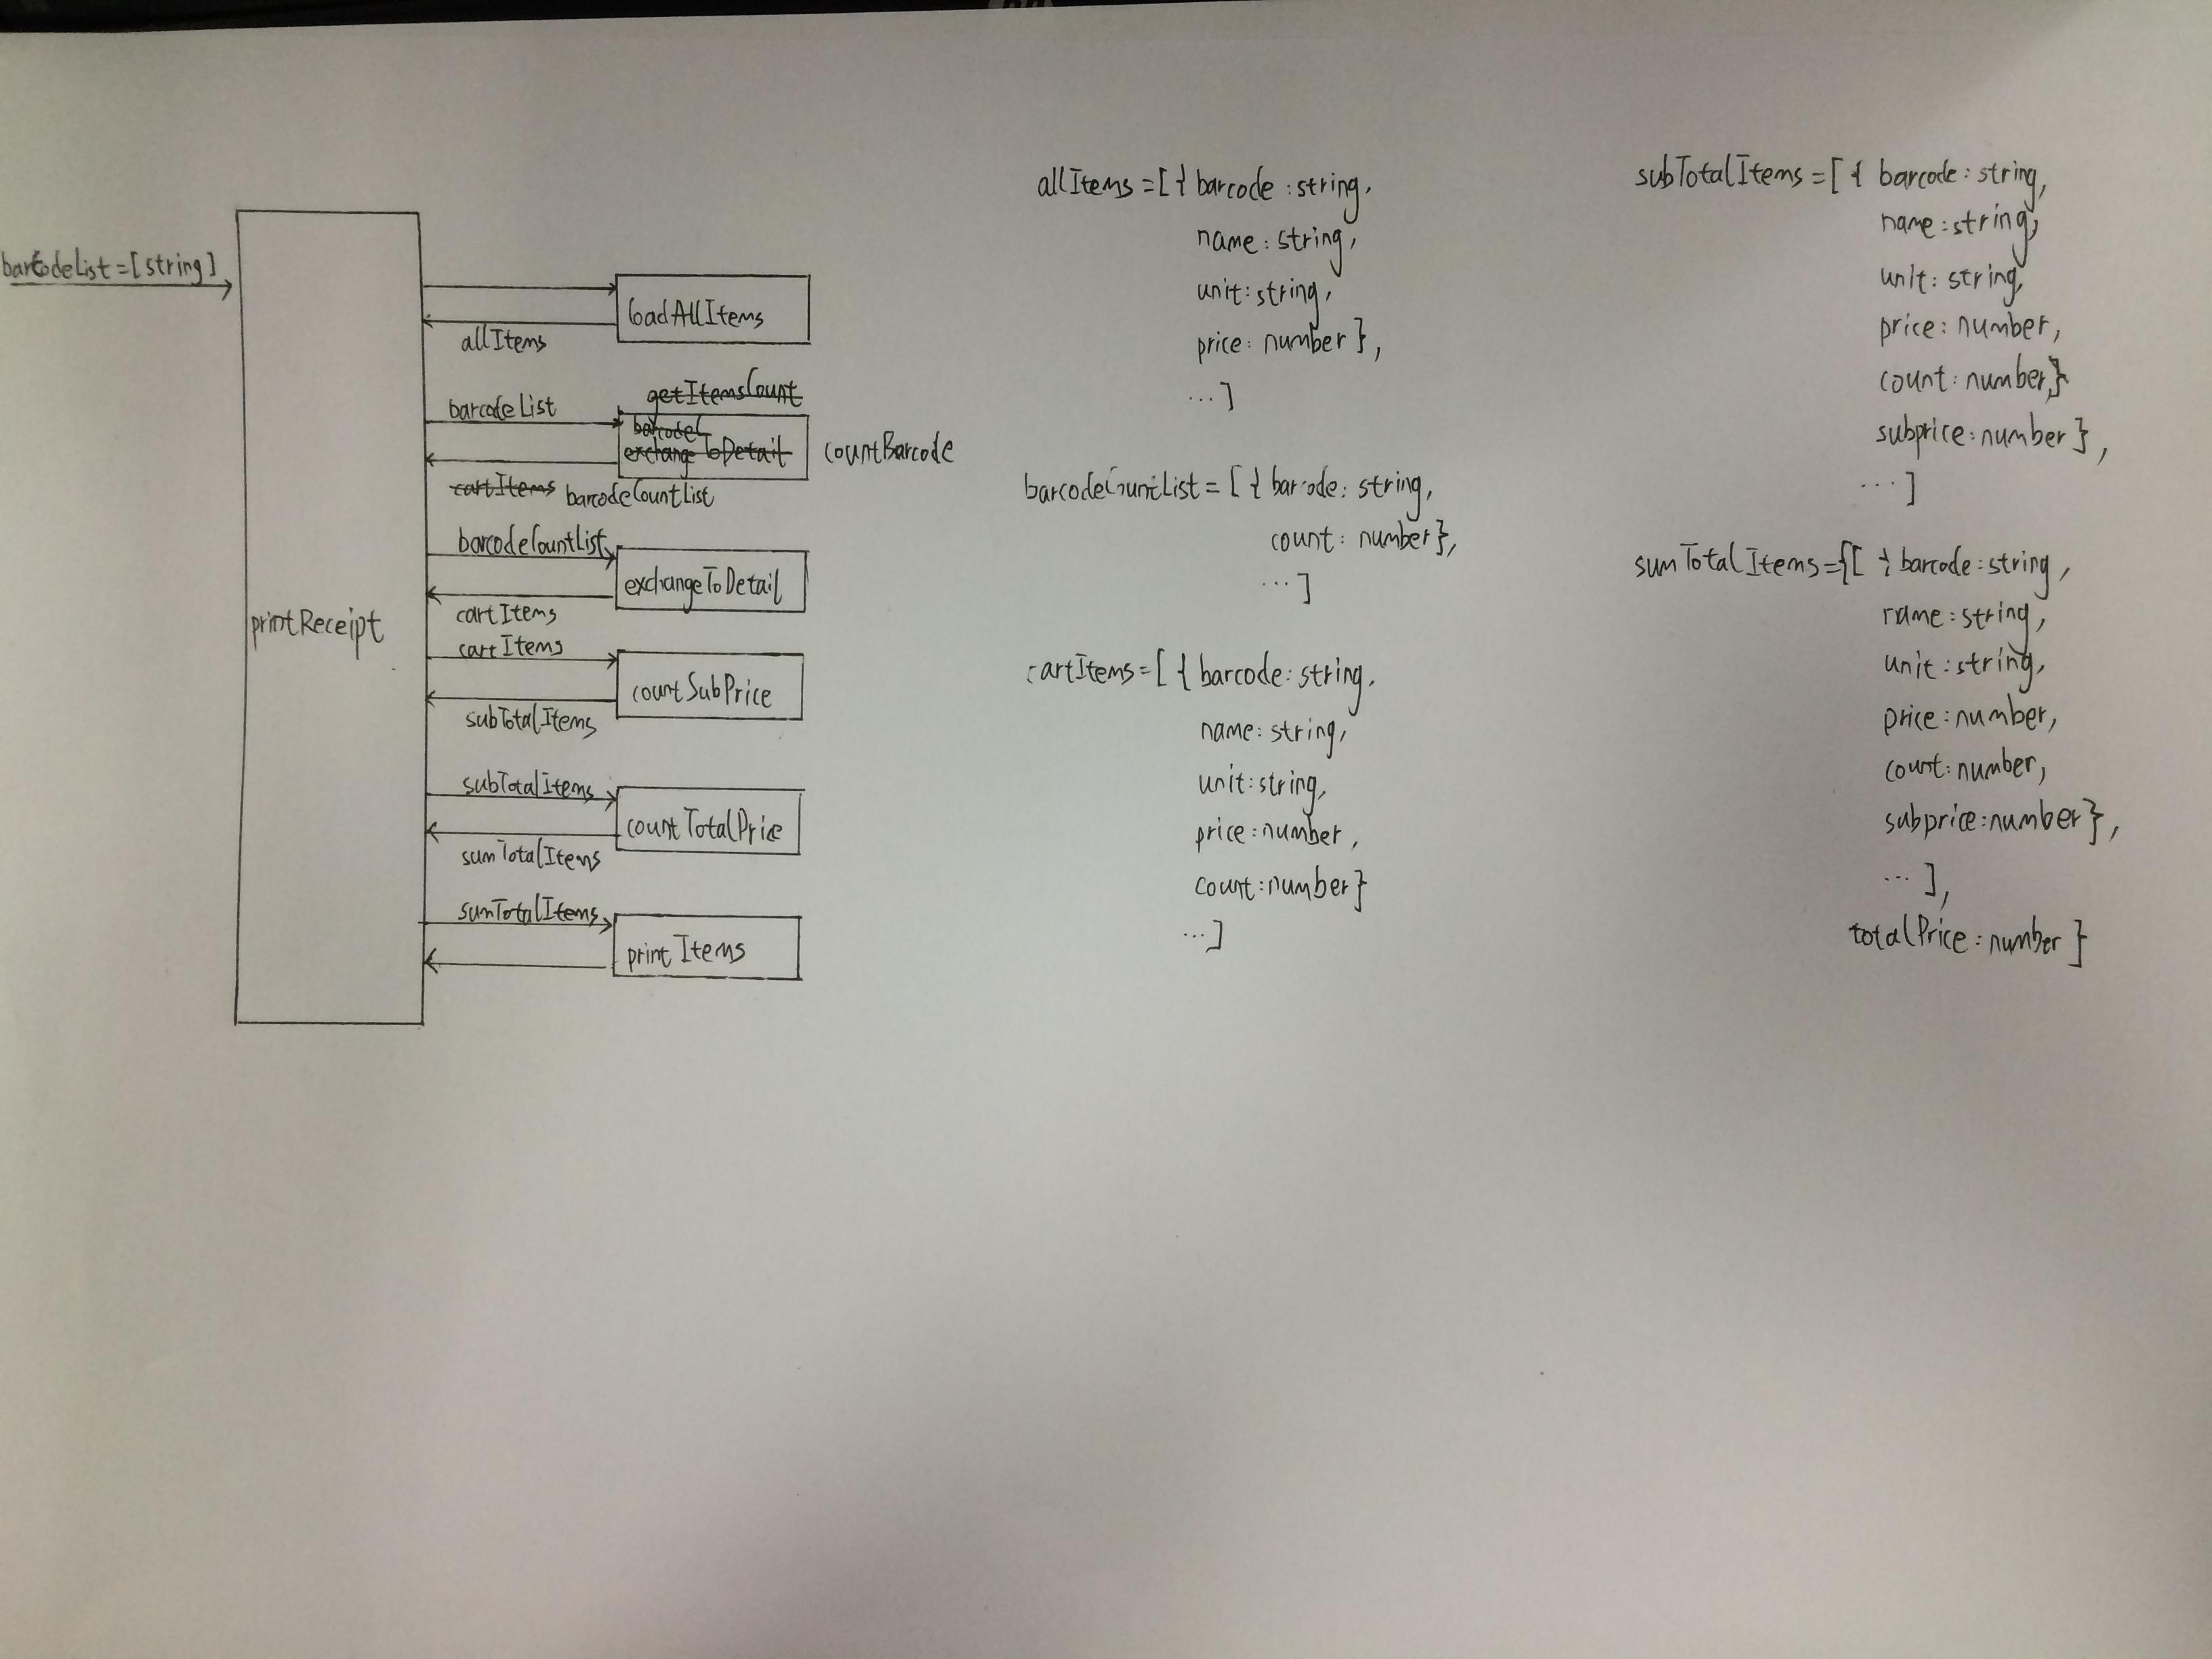 barcodeList=[string]
printReceipt
loadAllItems
allItems
getItemsCount
barcodeList
barcodeC
exchangeToDetail
countBarcode
cartItems barcodeCountList
barcodeCountList
exchangeToDetail
cartItems
cartItems
countSubPrice
subTotalItems
subTotalItems
countTotalPrice
sumTotalItems
sumTotalItems
printItems
allItems=[{barcode:string,
name:string,
unit:string,
price:number},
...]
barcodeCountList=[{barcode:string,
count:number},
...]
cartItems=[{barcode:string,
name:string,
unit:string,
price:number,
count:number}
...]
subTotalItems=[{barcode:string,
name:string,
unit:string,
price:number,
count:number,}
subprice:number},
...]
sumTotalItems={[{barcode:string,
name:string,
unit:string,
price:number,
count:number,
subprice:number},
...],
totalPrice:number}